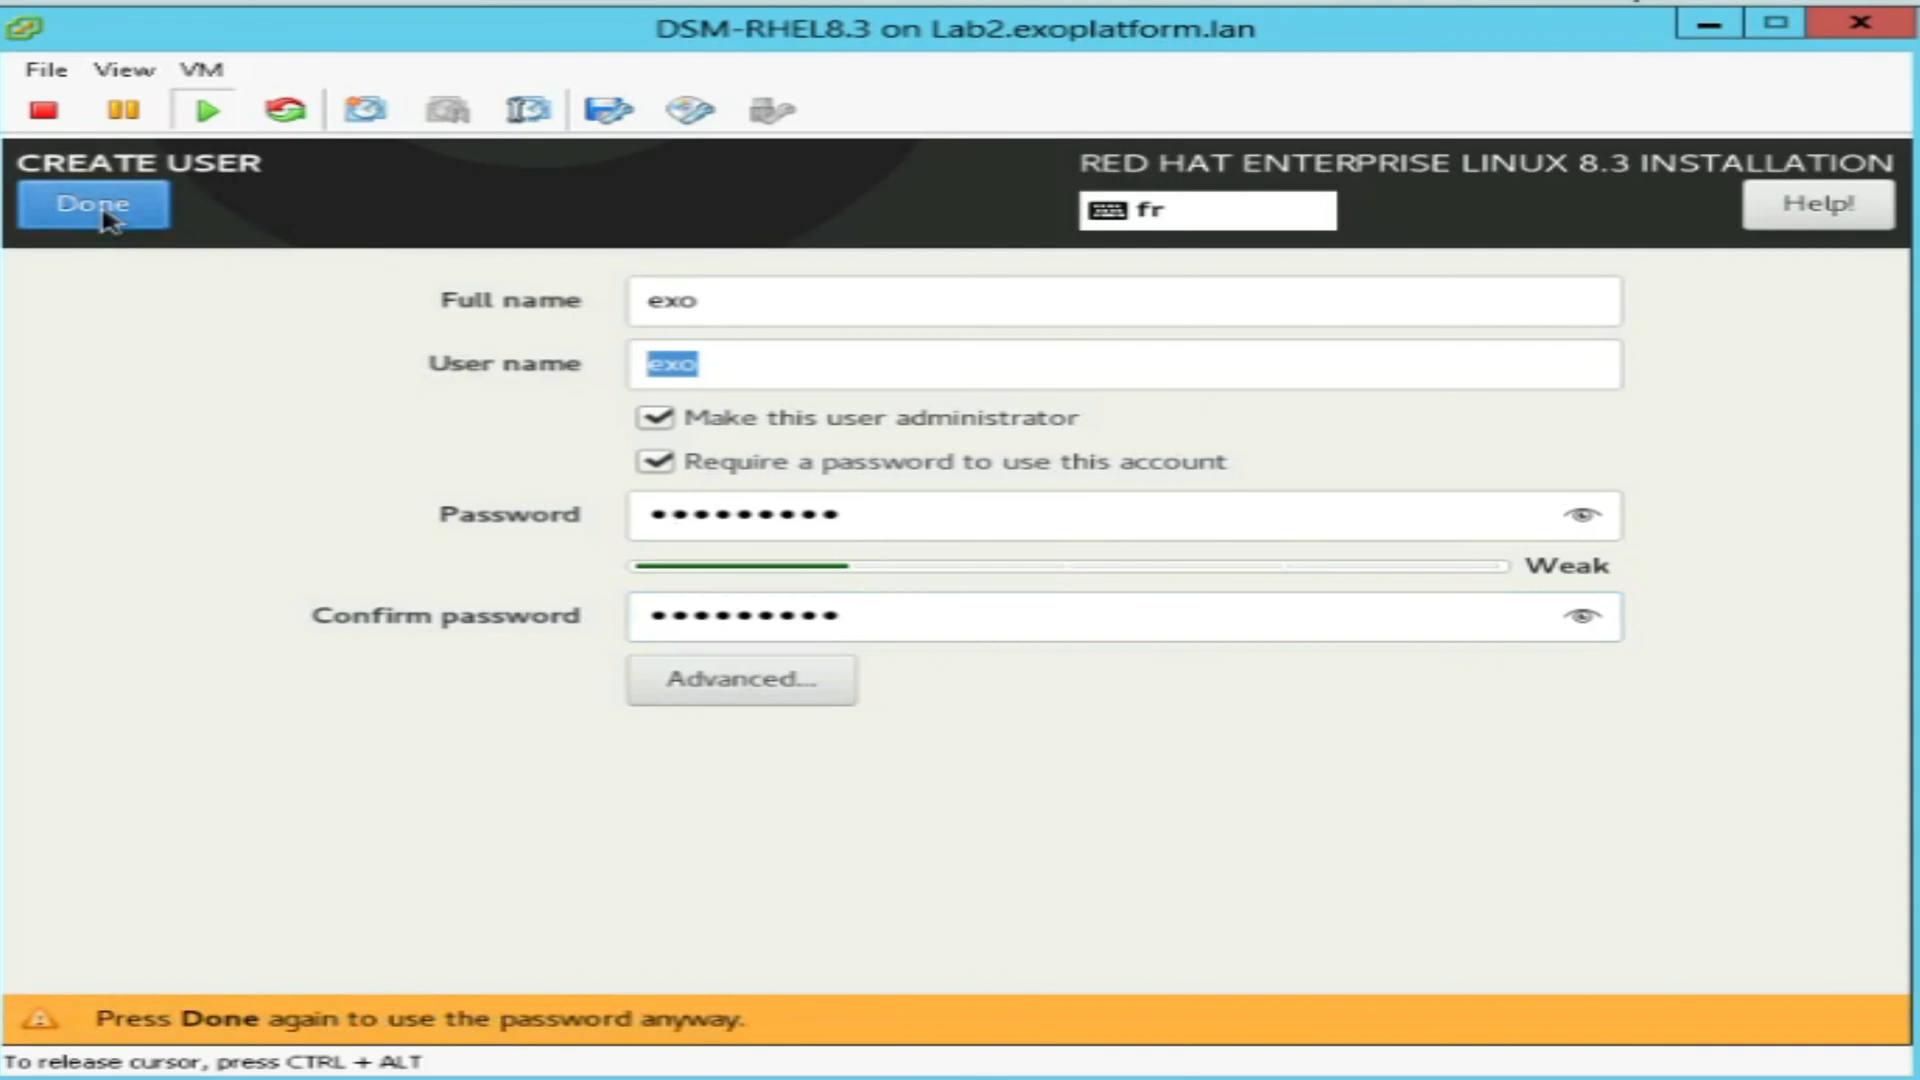 DSM-RHEL8.3 on Lab2.exoplatform.lan
File View VM
CREATE USER
RED HAT ENTERPRISE LINUX 8.3 INSTALLATION
Done
fr
Help!
Full name
exo
User name
exo
Make this user administrator
Require a password to use this account
Password
•••••••••
Weak
Confirm password
•••••••••
Advanced...
Press Done again to use the password anyway.
To release cursor, press CTRL + ALT